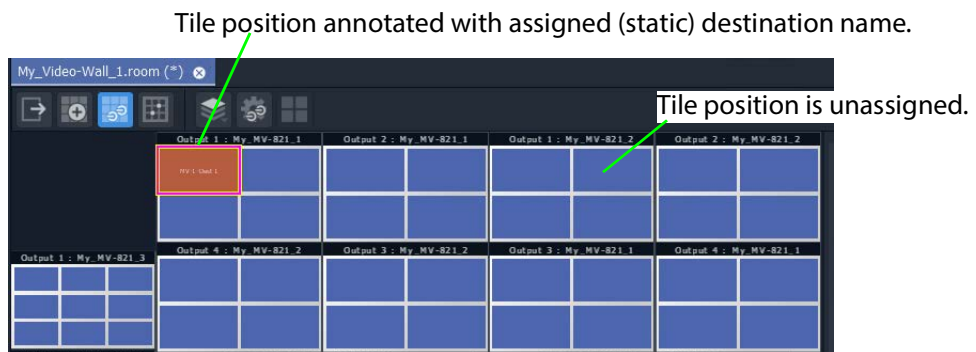 Tile position annotated with assigned (static) destination name.
My_Video-Wall_1.room (*)
Tile position is unassigned.
Output 1 : My_MV-821_1
Output 2 : My_MV-821_1
Output 1 : My_MV-821_2
Output 2 : My_MV-821_2
Output 4 : My_MV-821_2
Output 3 : My_MV-821_2
Output 3 : My_MV-821_1
Output 4 : My_MV-821_1
Output 1 : My_MV-821_3